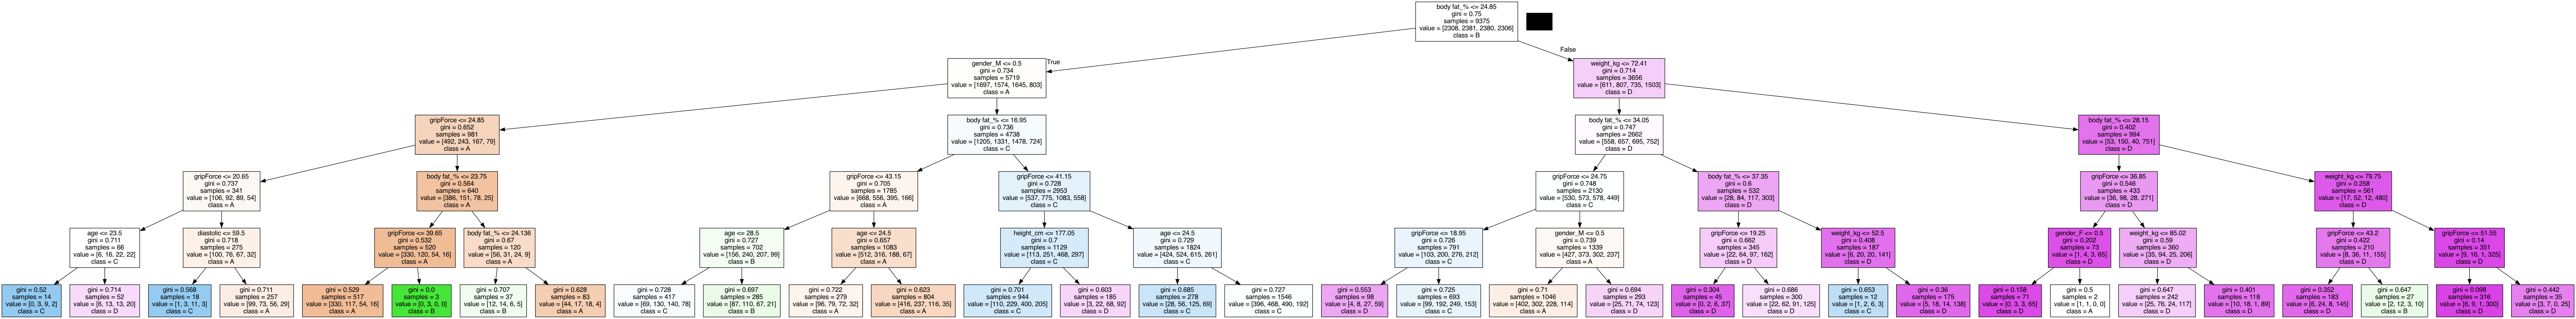 body fat_% <= 24.85
gini = 0.75
samples = 9375
value = [2308, 2381, 2380, 2306]
class = B
True
False
gender_M <= 0.5
gini = 0.734
samples = 5719
value = [1697, 1574, 1645, 803]
class = A
weight_kg <= 72.41
gini = 0.714
samples = 3656
value = [611, 807, 735, 1503]
class = D
gripForce <= 24.85
gini = 0.652
samples = 981
value = [492, 243, 167, 79]
class = A
body fat_% <= 16.95
gini = 0.736
samples = 4738
value = [1205, 1331, 1478, 724]
class = C
body fat_% <= 34.05
gini = 0.747
samples = 2662
value = [558, 657, 695, 752]
class = D
body fat_% <= 28.15
gini = 0.402
samples = 994
value = [53, 150, 40, 751]
class = D
gripForce <= 20.65
gini = 0.737
samples = 341
value = [106, 92, 89, 54]
class = A
body fat_% <= 23.75
gini = 0.564
samples = 640
value = [386, 151, 78, 25]
class = A
gripForce <= 43.15
gini = 0.705
samples = 1785
value = [668, 556, 395, 166]
class = A
gripForce <= 41.15
gini = 0.728
samples = 2953
value = [537, 775, 1083, 558]
class = C
gripForce <= 24.75
gini = 0.748
samples = 2130
value = [530, 573, 578, 449]
class = C
body fat_% <= 37.35
gini = 0.6
samples = 532
value = [28, 84, 117, 303]
class = D
gripForce <= 36.85
gini = 0.546
samples = 433
value = [36, 98, 28, 271]
class = D
weight_kg <= 79.75
gini = 0.258
samples = 561
value = [17, 52, 12, 480]
class = D
age <= 23.5
gini = 0.711
samples = 66
value = [6, 16, 22, 22]
class = C
diastolic <= 59.5
gini = 0.718
samples = 275
value = [100, 76, 67, 32]
class = A
gripForce <= 39.65
gini = 0.532
samples = 520
value = [330, 120, 54, 16]
class = A
body fat_% <= 24.136
gini = 0.67
samples = 120
value = [56, 31, 24, 9]
class = A
age <= 28.5
gini = 0.727
samples = 702
value = [156, 240, 207, 99]
class = B
age <= 24.5
gini = 0.657
samples = 1083
value = [512, 316, 188, 67]
class = A
height_cm <= 177.05
gini = 0.7
samples = 1129
value = [113, 251, 468, 297]
class = C
age <= 24.5
gini = 0.729
samples = 1824
value = [424, 524, 615, 261]
class = C
gripForce <= 18.95
gini = 0.726
samples = 791
value = [103, 200, 276, 212]
class = C
gender_M <= 0.5
gini = 0.739
samples = 1339
value = [427, 373, 302, 237]
class = A
gripForce <= 19.25
gini = 0.662
samples = 345
value = [22, 64, 97, 162]
class = D
weight_kg <= 52.5
gini = 0.408
samples = 187
value = [6, 20, 20, 141]
class = D
gender_F <= 0.5
gini = 0.202
samples = 73
value = [1, 4, 3, 65]
class = D
weight_kg <= 85.02
gini = 0.59
samples = 360
value = [35, 94, 25, 206]
class = D
gripForce <= 43.2
gini = 0.422
samples = 210
value = [8, 36, 11, 155]
class = D
gripForce <= 51.55
gini = 0.14
samples = 351
value = [9, 16, 1, 325]
class = D
gini = 0.52
samples = 14
value = [0, 3, 9, 2]
class = C
gini = 0.714
samples = 52
value = [6, 13, 13, 20]
class = D
gini = 0.568
samples = 18
value = [1, 3, 11, 3]
class = C
gini = 0.711
samples = 257
value = [99, 73, 56, 29]
class = A
gini = 0.529
samples = 517
value = [330, 117, 54, 16]
class = A
gini = 0.0
samples = 3
value = [0, 3, 0, 0]
class = B
gini = 0.707
samples = 37
value = [12, 14, 6, 5]
class = B
gini = 0.628
samples = 83
value = [44, 17, 18, 4]
class = A
gini = 0.728
samples = 417
value = [69, 130, 140, 78]
class = C
gini = 0.697
samples = 285
value = [87, 110, 67, 21]
class = B
gini = 0.722
samples = 279
value = [96, 79, 72, 32]
class = A
gini = 0.623
samples = 804
value = [416, 237, 116, 35]
class = A
gini = 0.701
samples = 944
value = [110, 229, 400, 205]
class = C
gini = 0.603
samples = 185
value = [3, 22, 68, 92]
class = D
gini = 0.685
samples = 278
value = [28, 56, 125, 69]
class = C
gini = 0.727
samples = 1546
value = [396, 468, 490, 192]
class = C
gini = 0.553
samples = 98
value = [4, 8, 27, 59]
class = D
gini = 0.725
samples = 693
value = [99, 192, 249, 153]
class = C
gini = 0.71
samples = 1046
value = [402, 302, 228, 114]
class = A
gini = 0.694
samples = 293
value = [25, 71, 74, 123]
class = D
gini = 0.304
samples = 45
value = [0, 2, 6, 37]
class = D
gini = 0.686
samples = 300
value = [22, 62, 91, 125]
class = D
gini = 0.653
samples = 12
value = [1, 2, 6, 3]
class = C
gini = 0.36
samples = 175
value = [5, 18, 14, 138]
class = D
gini = 0.158
samples = 71
value = [0, 3, 3, 65]
class = D
gini = 0.5
samples = 2
value = [1, 1, 0, 0]
class = A
gini = 0.647
samples = 242
value = [25, 76, 24, 117]
class = D
gini = 0.401
samples = 118
value = [10, 18, 1, 89]
class = D
gini = 0.352
samples = 183
value = [6, 24, 8, 145]
class = D
gini = 0.647
samples = 27
value = [2, 12, 3, 10]
class = B
gini = 0.098
samples = 316
value = [6, 9, 1, 300]
class = D
gini = 0.442
samples = 35
value = [3, 7, 0, 25]
class = D